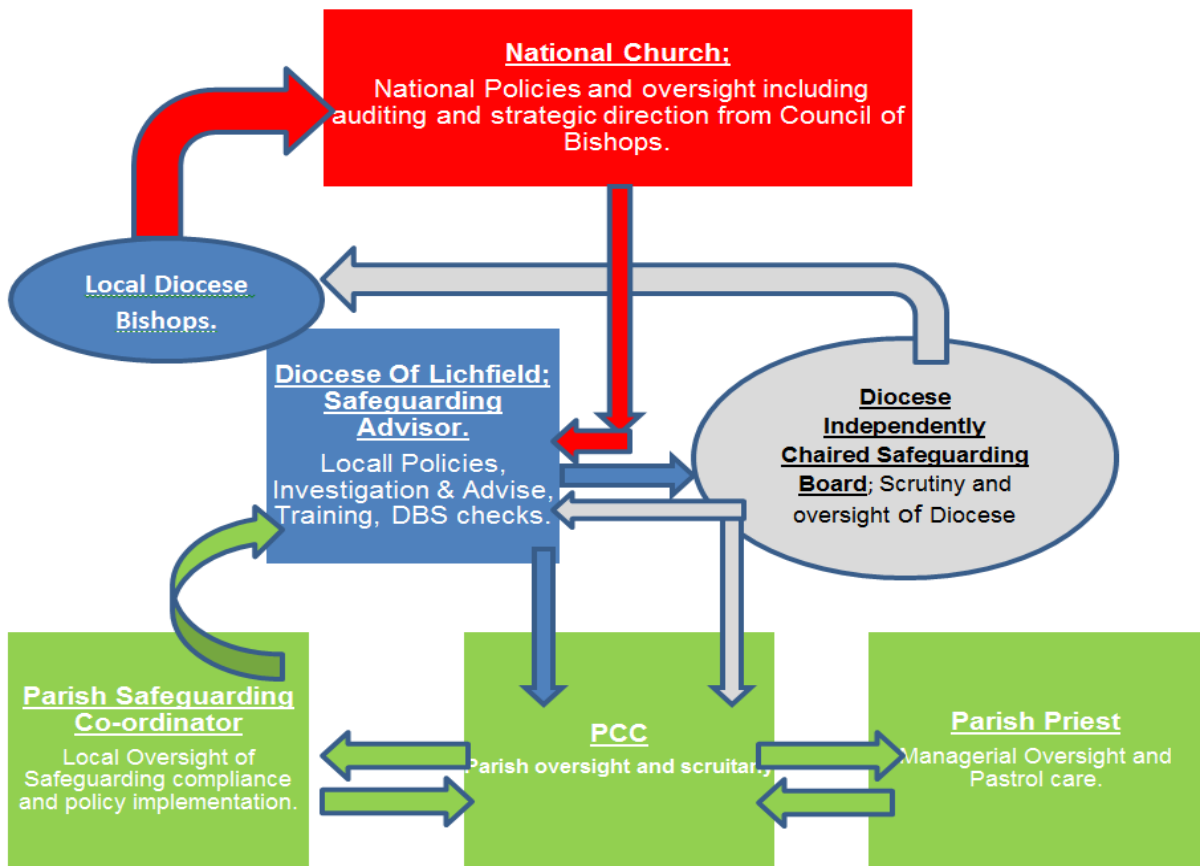 National Church;
National Policies and oversight including
auditing and strategic direction from Council of
Bishops.
Local Diocese
Bishops.
Diocese Of Lichfield;
Safeguarding
Advisor.
Locall Policies,
Investigation & Advise,
Training, DBS checks.
Diocese
Independently
Chaired Safeguarding
Board; Scrutiny and
oversight of Diocese
Parish Safeguarding
Co-ordinator
Local Oversight of
Safeguarding compliance
and policy implementation.
PCC
Parish oversight and scruitany
Parish Priest
Managerial Oversight and
Pastrol care.